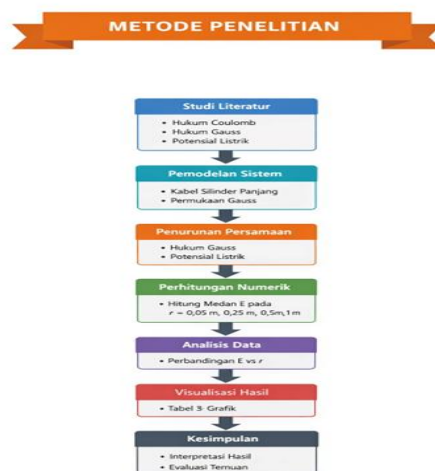 METODE PENELITIAN
Studi Literatur
• Hukum Coulomb
• Hukum Gauss
• Potensial Listrik
Pemodelan Sistem
• Kabel Silinder Panjang
• Permukaan Gauss
Penurunan Persamaan
• Hukum Gauss
• Potensial Listrik
Perhitungan Numerik
• Hitung Medan E pada
r = 0,05 m, 0,25 m, 0,5m,1m
Analisis Data
• Perbandingan E vs r
Visualisasi Hasil
• Tabel 3- Grafik
Kesimpulan
• Interpretasi Hasil
• Evaluasi Temuan